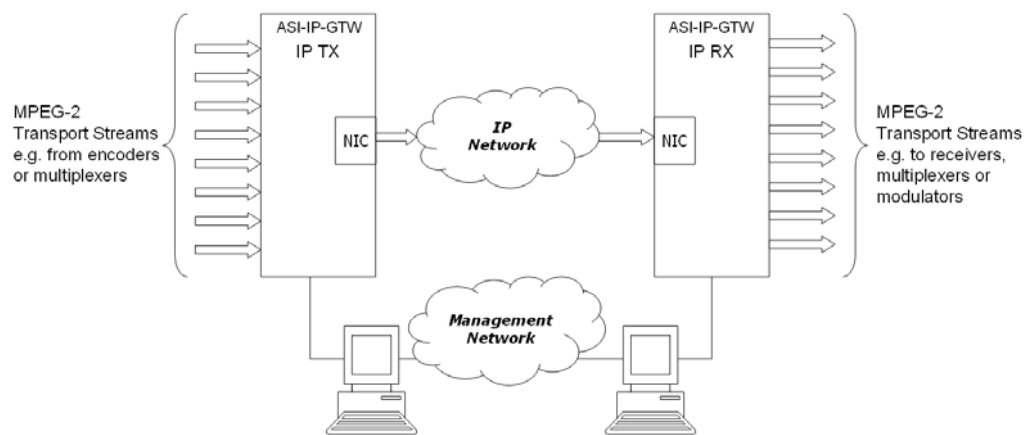 ASI-IP-GTW
IP TX
ASI-IP-GTW
IP RX
MPEG-2
Transport Streams
e.g. from encoders
or multiplexers
NIC
IP
Network
NIC
MPEG-2
Transport Streams
e.g. to receivers,
multiplexers or
modulators
Management
Network